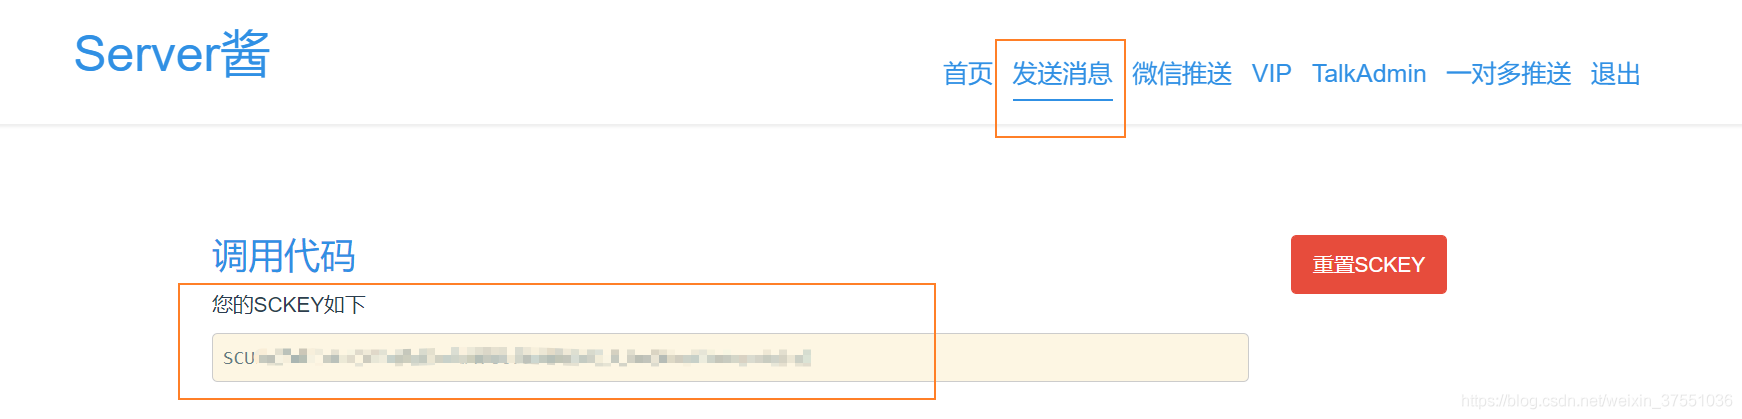 Server酱
首页 发送消息 微信推送 VIP TalkAdmin 一对多推送 退出
调用代码
重置SCKEY
您的SCKEY如下
SCU
https://blog.csdn.net/weixin_37551036